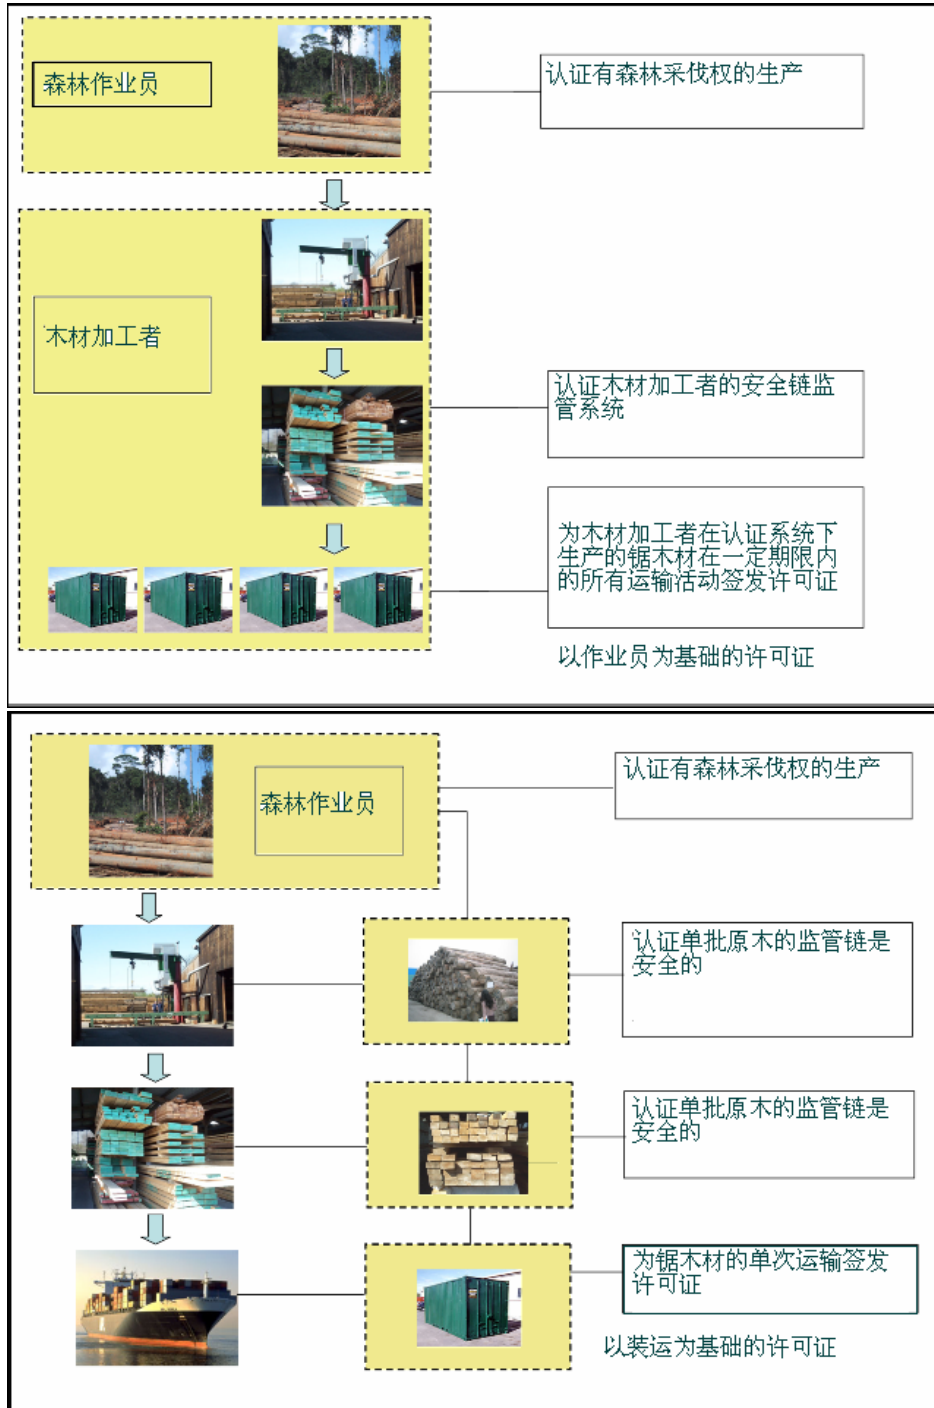 森林作业员
认证有森林采伐权的生产
木材加工者
认证木材加工者的安全链监
管系统
为木材加工者在认证系统下
生产的锯木材在一定期限内
的所有运输活动签发许可证
以作业员为基础的许可证
森林作业员
认证有森林采伐权的生产
认证单批原木的监管链是
安全的
认证单批原木的监管链是
安全的
为锯木材的单次运输签发
许可证
以装运为基础的许可证